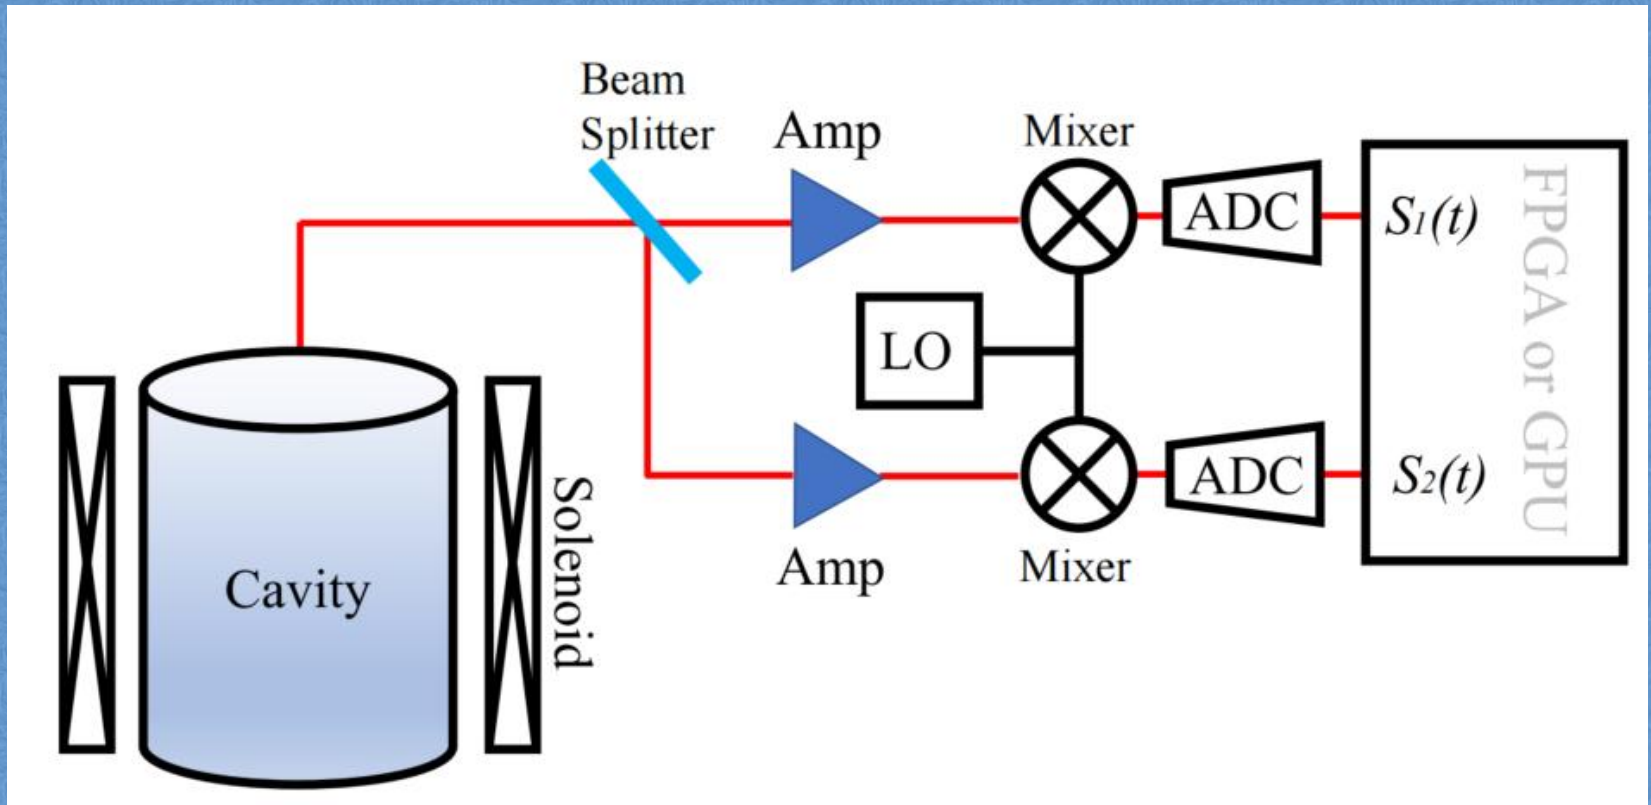 Beam
Splitter
Amp
Mixer
ADC
S1(t)
FPGA or GPU
LO
Cavity
Solenoid
Amp
Mixer
ADC
S2(t)